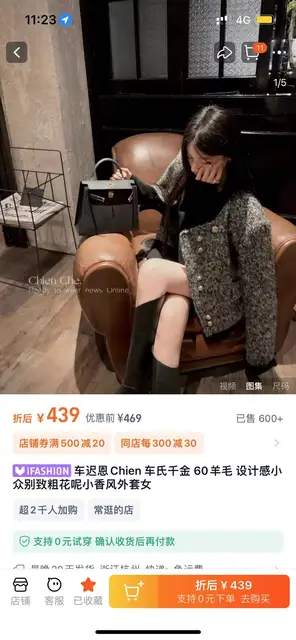 11:23
4G
11
1/5
Chien Che.
Ready to wear news Online.
视频 图集 尺码
折后 ¥439 优惠前 ¥469 已售 600+
店铺券满500减20 同店每300减30
iFASHION 车迟恩Chien 车氏千金 60羊毛 设计感小
众别致粗花呢小香风外套女
超2千人加购 常逛的店
支持0元试穿 确认收货后再付款
店铺 客服 已收藏
折后 ¥439
支持0元下单 去购买